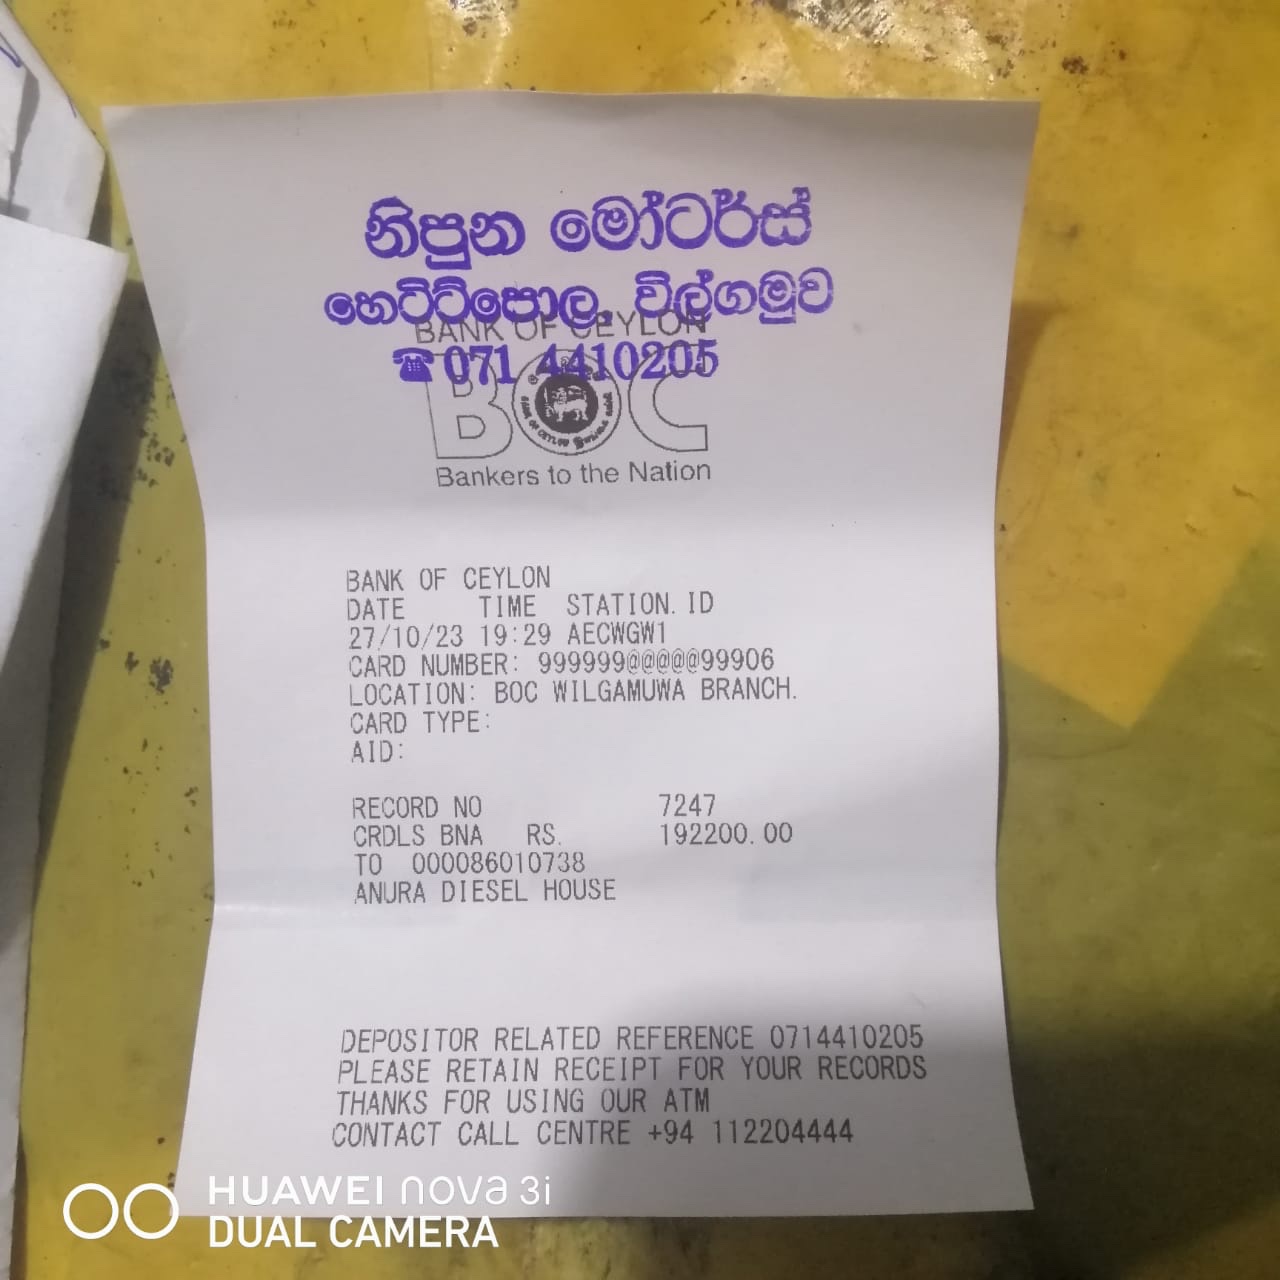 නිපුන මෝටර්ස්
හෙට්ටිපොල, විල්ගමුව
BANK OF CEYLON
☎071 4410205
BOC
Bankers to the Nation
BANK OF CEYLON
DATE TIME STATION.ID
27/10/23 19:29 AECWGW1
CARD NUMBER: 999999@@@@@99906
LOCATION: BOC WILGAMUWA BRANCH.
CARD TYPE:
AID:
RECORD NO 7247
CRDLS BNA RS. 192200.00
TO 000086010738
ANURA DIESEL HOUSE
DEPOSITOR RELATED REFERENCE 0714410205
PLEASE RETAIN RECEIPT FOR YOUR RECORDS
THANKS FOR USING OUR ATM
CONTACT CALL CENTRE +94 112204444
HUAWEI nova 3i
DUAL CAMERA